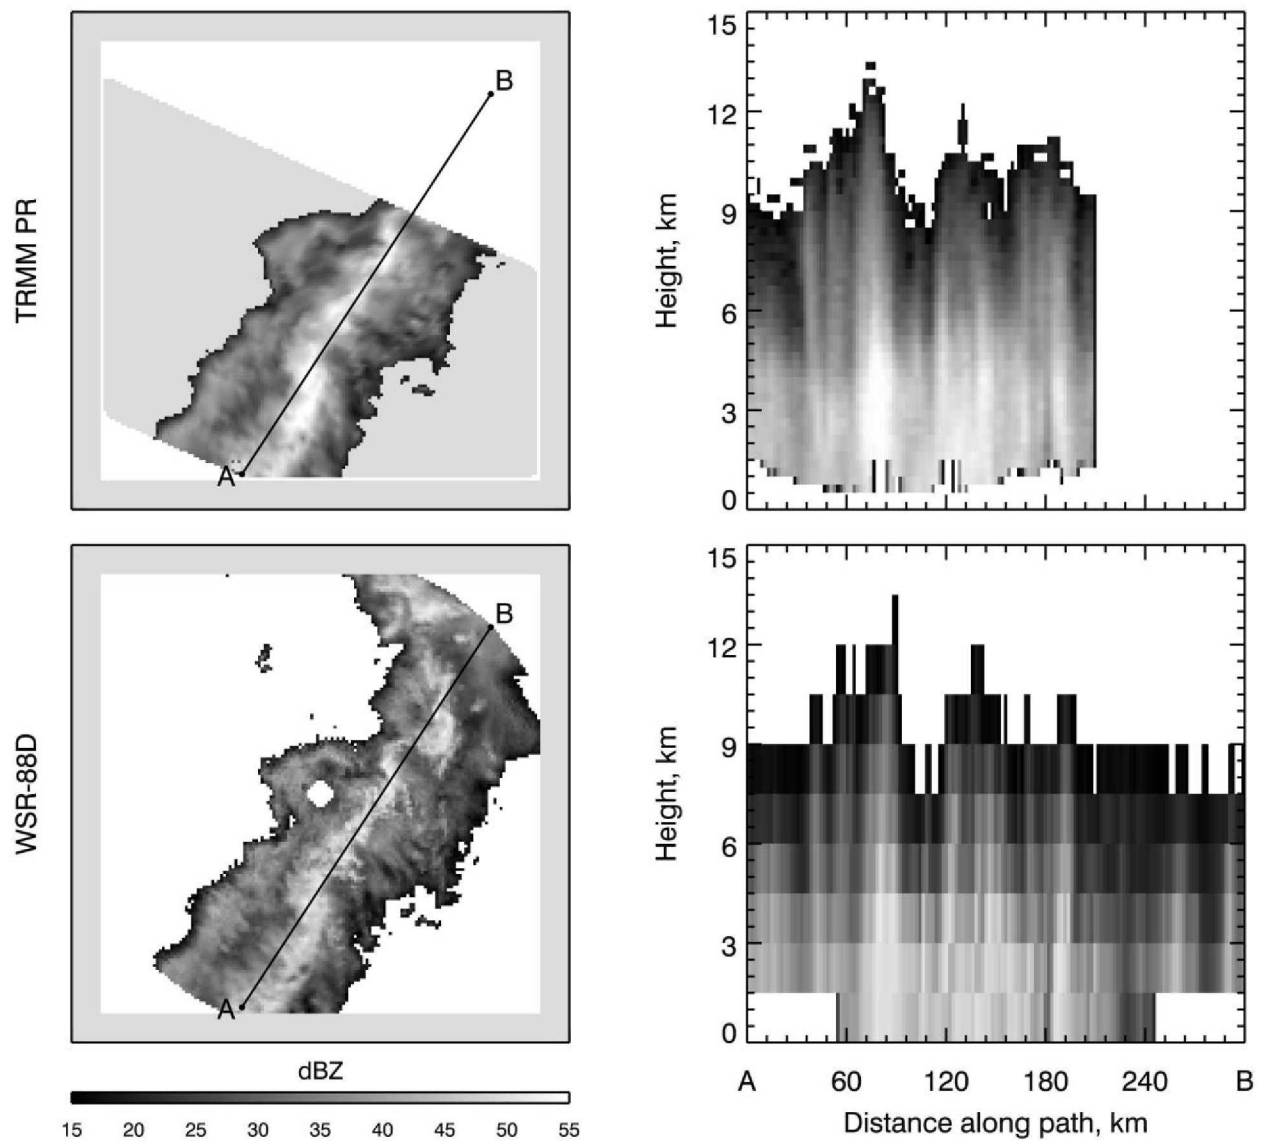 TRMM PR
B
A
15
12
9
6
3
0
Height, km
WSR-88D
B
A
15
12
9
6
3
0
Height, km
A 60 120 180 240 B
Distance along path, km
dBZ
15 20 25 30 35 40 45 50 55